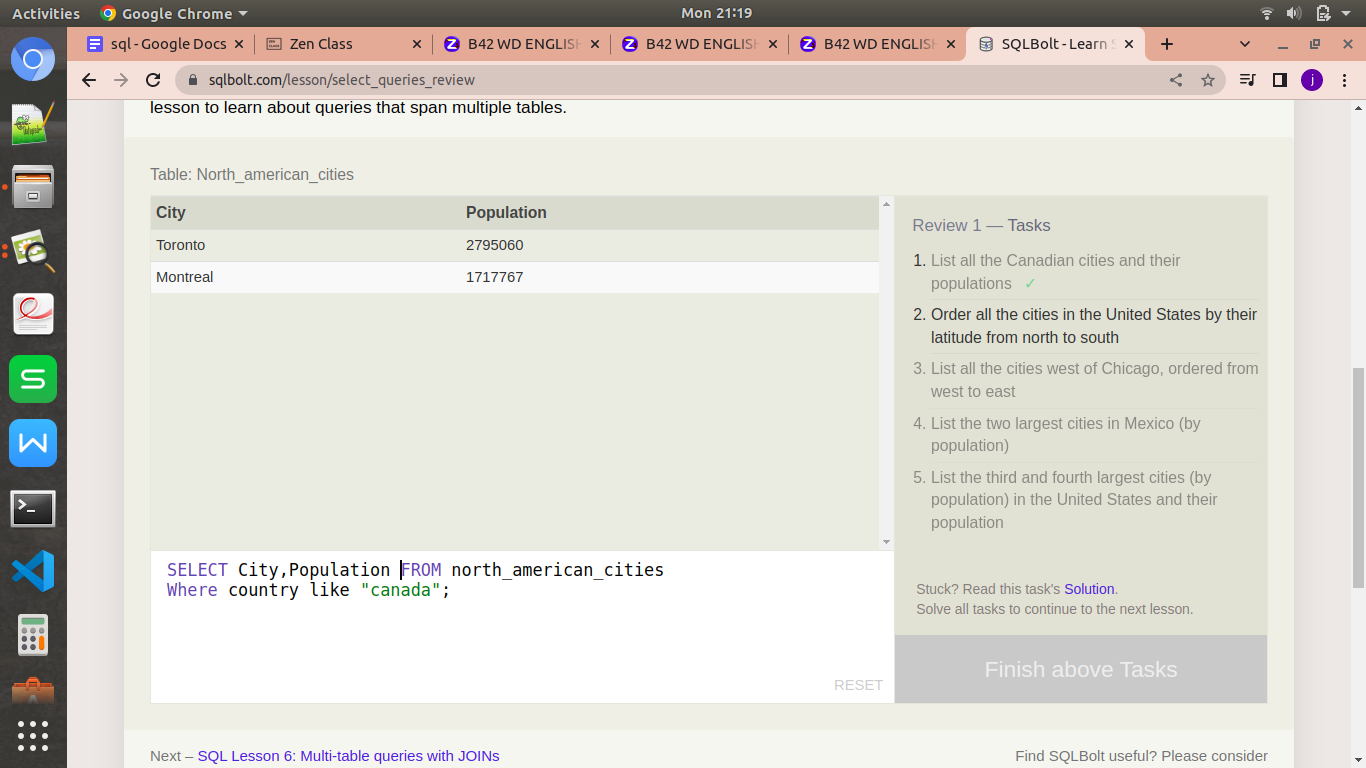 Activities
Google Chrome
Mon 21:19
sql - Google Docs
Zen Class
B42 WD ENGLISH
B42 WD ENGLISH
B42 WD ENGLISH
SQLBolt - Learn S
sqlbolt.com/lesson/select_queries_review
j
lesson to learn about queries that span multiple tables.
Table: North_american_cities
City Population
Toronto 2795060
Montreal 1717767
Review 1 — Tasks
1. List all the Canadian cities and their
populations ✓
2. Order all the cities in the United States by their
latitude from north to south
3. List all the cities west of Chicago, ordered from
west to east
4. List the two largest cities in Mexico (by
population)
5. List the third and fourth largest cities (by
population) in the United States and their
population
Stuck? Read this task's Solution.
Solve all tasks to continue to the next lesson.
Finish above Tasks
SELECT City,Population FROM north_american_cities
Where country like "canada";
RESET
Next – SQL Lesson 6: Multi-table queries with JOINs
Find SQLBolt useful? Please consider